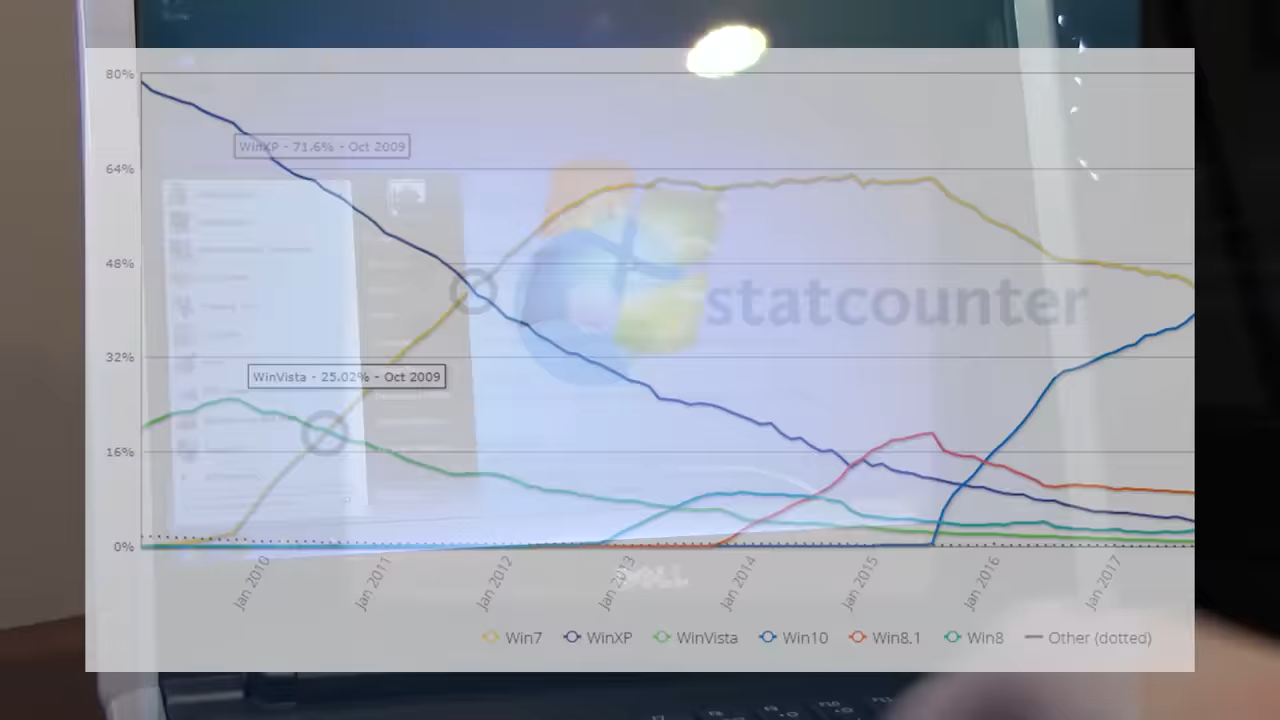 80%
WinXP - 71.6% - Oct 2009
64%
48%
statcounter
32%
WinVista - 25.02% - Oct 2009
16%
0%
Jan 2010
Jan 2011
Jan 2012
Jan 2013
Jan 2014
Jan 2015
Jan 2016
Jan 2017
DELL
Win7 WinXP WinVista Win10 Win8.1 Win8 Other (dotted)